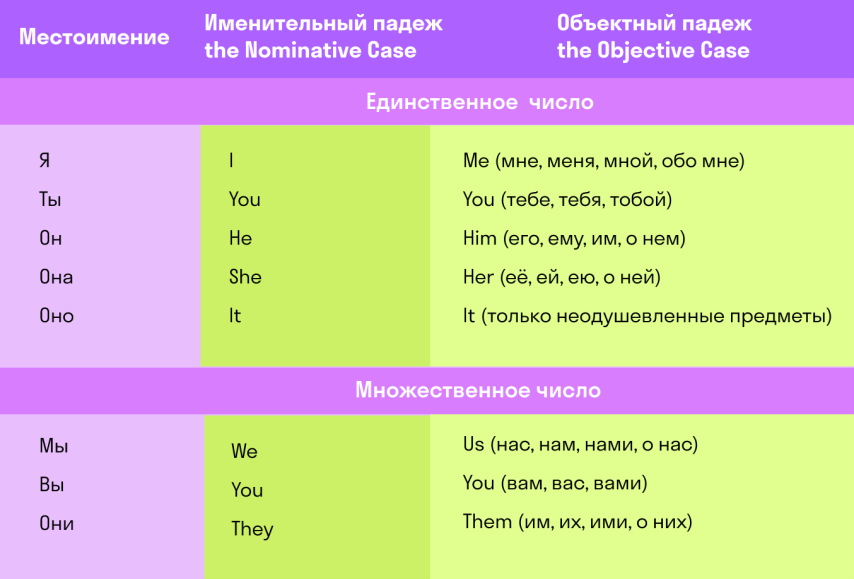 Местоимение
Именительный падеж
the Nominative Case
Объектный падеж
the Objective Case
Единственное число
Я I Me (мне, меня, мной, обо мне)
Ты You You (тебе, тебя, тобой)
Он He Him (его, ему, им, о нем)
Она She Her (её, ей, ею, о ней)
Оно It It (только неодушевленные предметы)
Множественное число
Мы We Us (нас, нам, нами, о нас)
Вы You You (вам, вас, вами)
Они They Them (им, их, ими, о них)